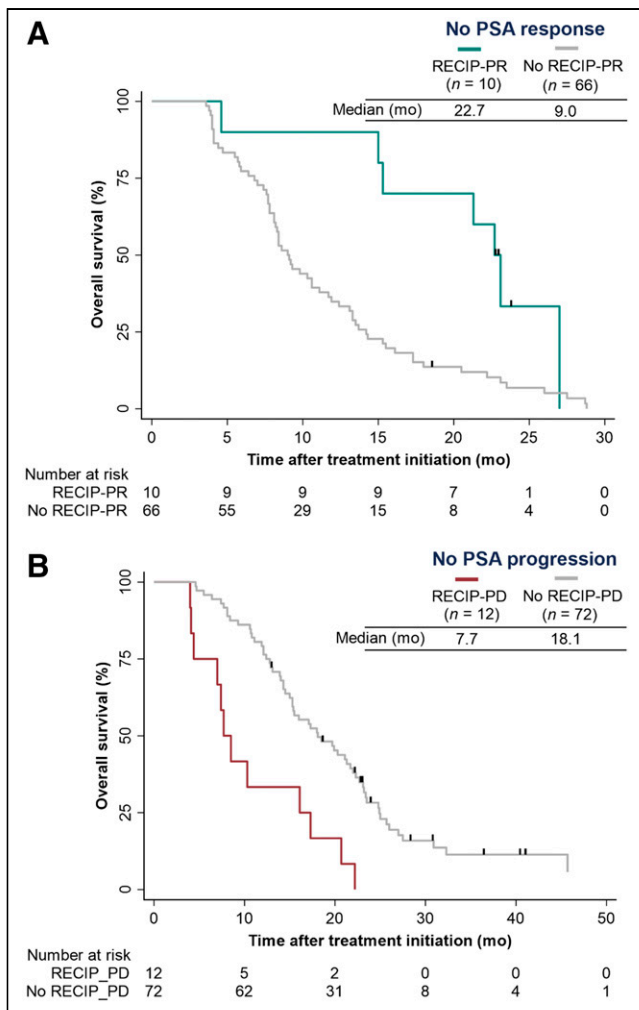 A
No PSA response
RECIP-PR No RECIP-PR
(n = 10) (n = 66)
Median (mo) 22.7 9.0
Overall survival (%)
100
75
50
25
0
0 5 10 15 20 25 30
Time after treatment initiation (mo)
Number at risk
RECIP-PR 10 9 9 9 7 1 0
No RECIP-PR 66 55 29 15 8 4 0
B
No PSA progression
RECIP-PD No RECIP-PD
(n = 12) (n = 72)
Median (mo) 7.7 18.1
Overall survival (%)
100
75
50
25
0
0 10 20 30 40 50
Time after treatment initiation (mo)
Number at risk
RECIP_PD 12 5 2 0 0 0
No RECIP_PD 72 62 31 8 4 1